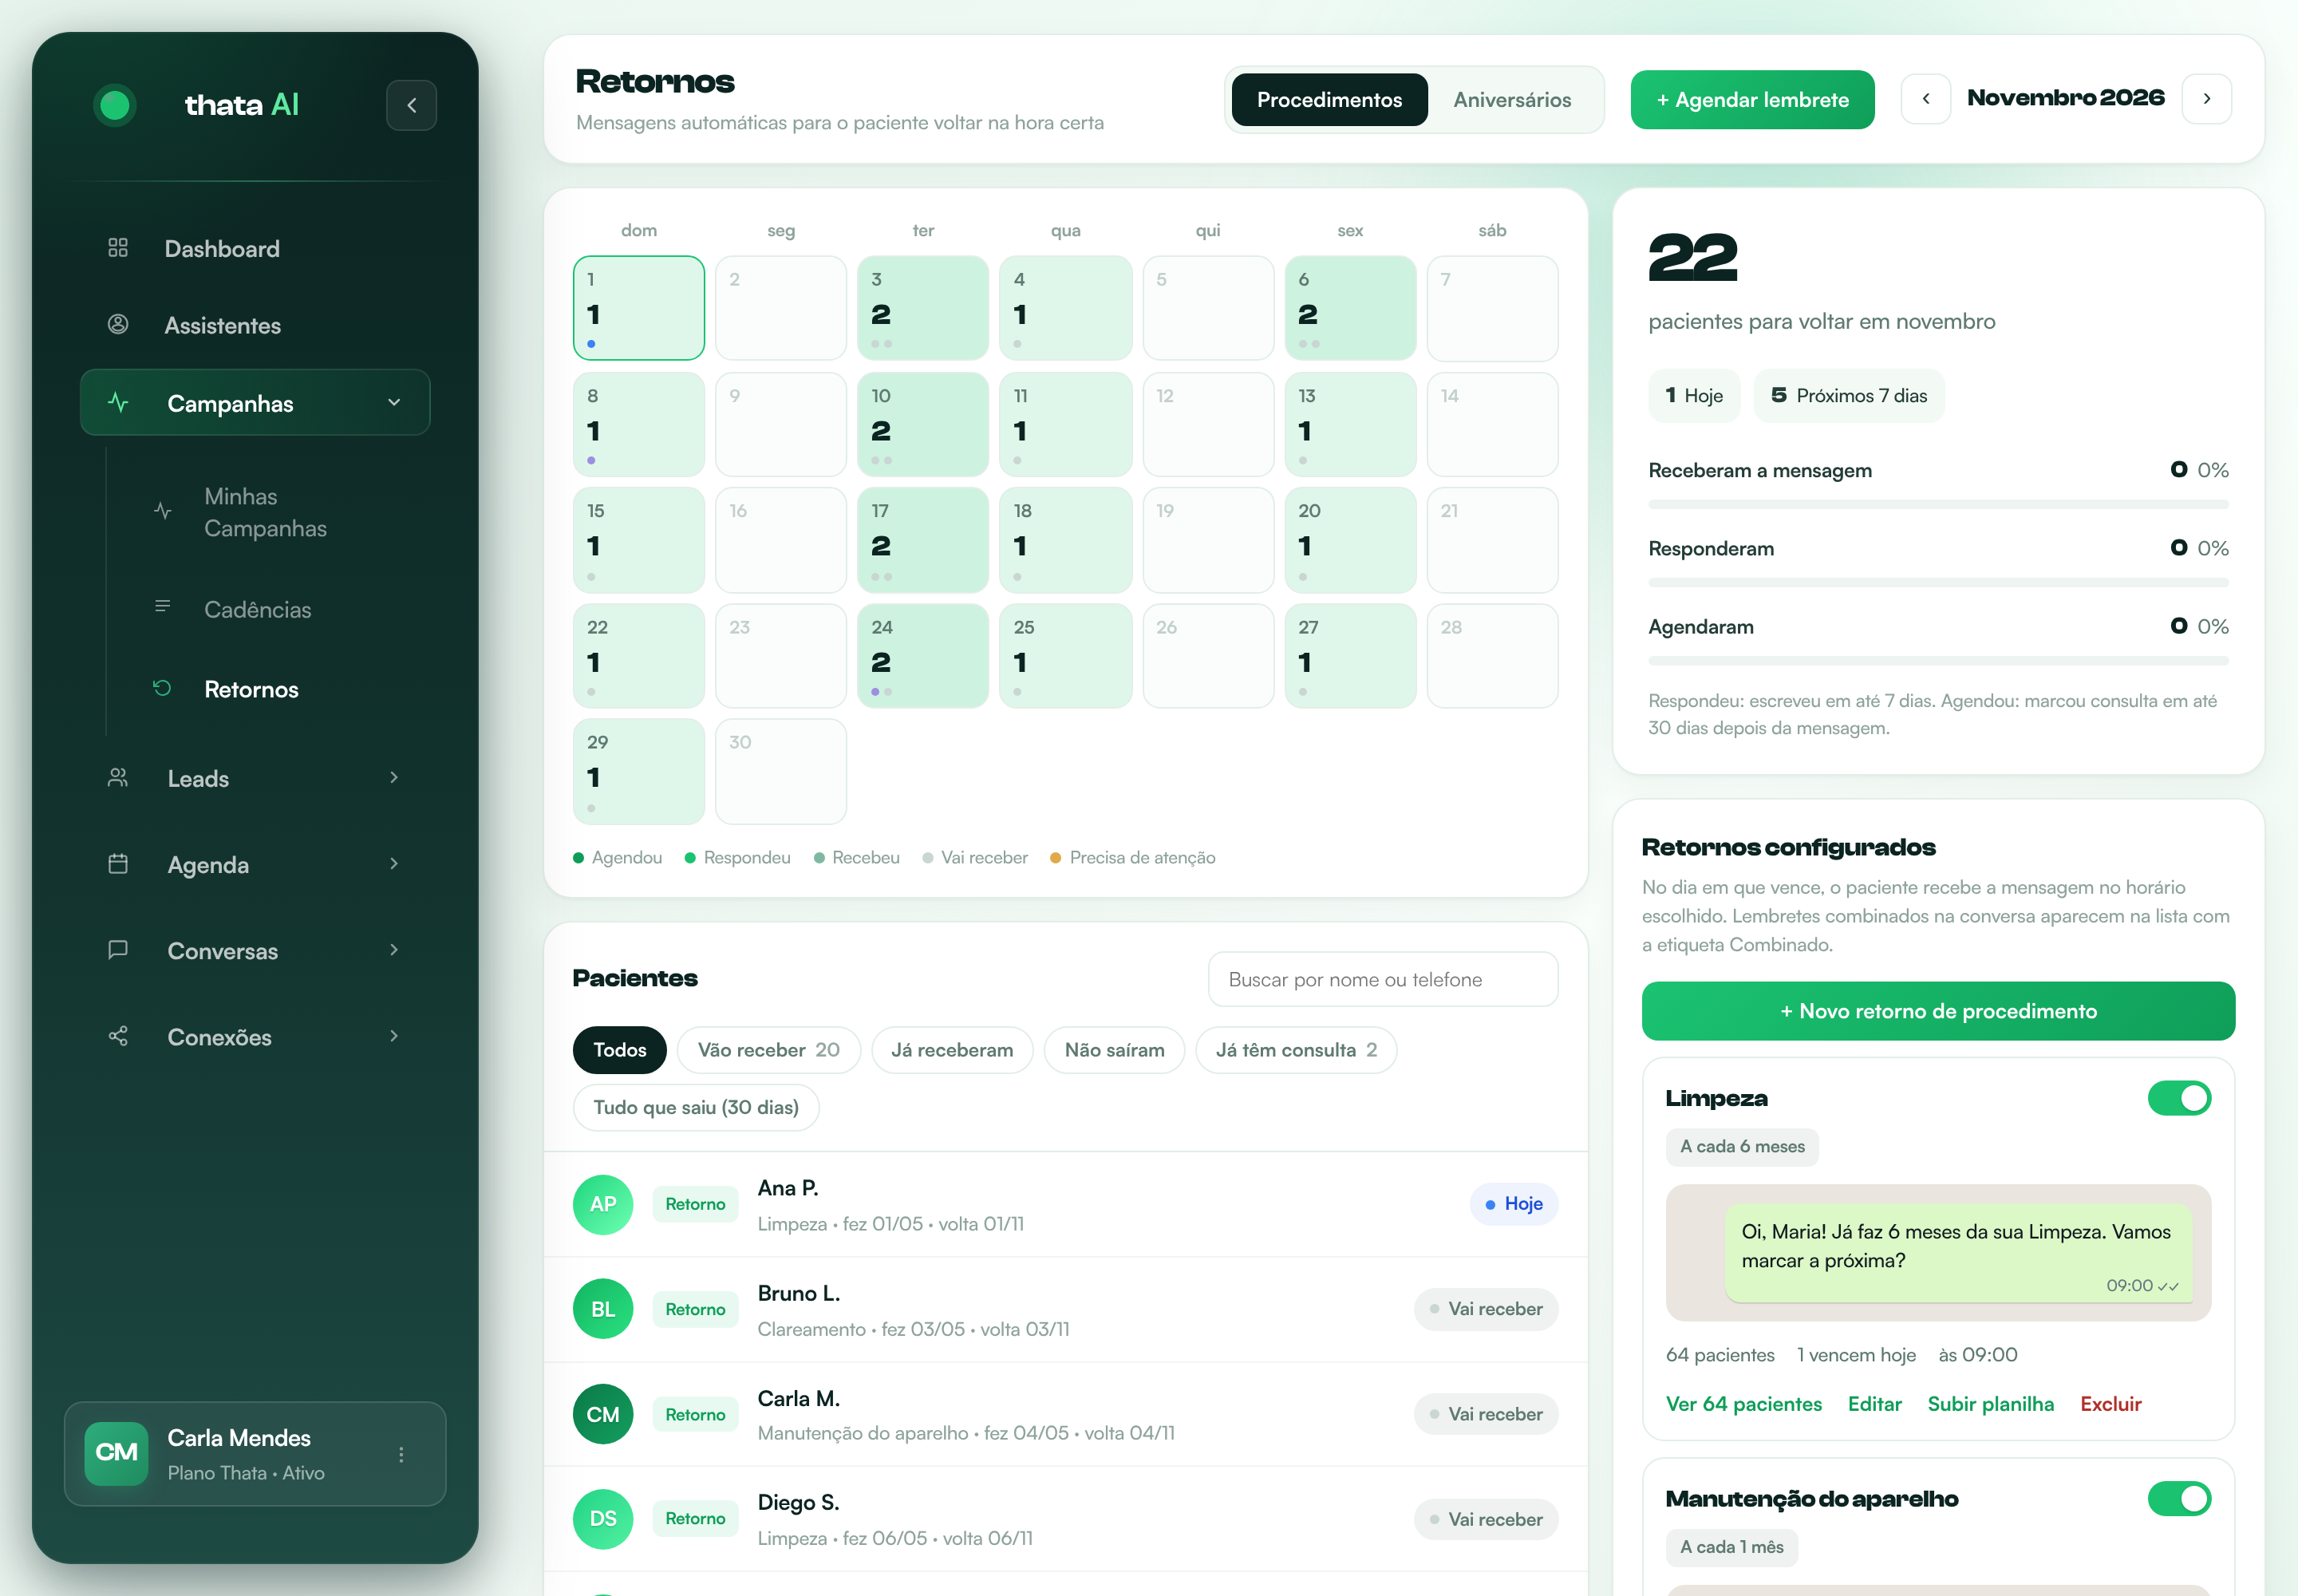 thata AI
Dashboard
Assistentes
Campanhas
Minhas
Campanhas
Cadências
Retornos
Leads
Agenda
Conversas
Conexões
CM
Carla Mendes
Plano Thata · Ativo
Retornos
Mensagens automáticas para o paciente voltar na hora certa
Procedimentos
Aniversários
+ Agendar lembrete
Novembro 2026
dom seg ter qua qui sex sáb
1 2 3 4 5 6 7
1 2 1 2
8 9 10 11 12 13 14
1 2 1 1
15 16 17 18 19 20 21
1 2 1 1
22 23 24 25 26 27 28
1 2 1 1
29 30
1
Agendou Respondeu Recebeu Vai receber Precisa de atenção
Pacientes
Buscar por nome ou telefone
Todos
Vão receber 20
Já receberam
Não saíram
Já têm consulta 2
Tudo que saiu (30 dias)
AP
Retorno
Ana P.
Limpeza · fez 01/05 · volta 01/11
Hoje
BL
Retorno
Bruno L.
Clareamento · fez 03/05 · volta 03/11
Vai receber
CM
Retorno
Carla M.
Manutenção do aparelho · fez 04/05 · volta 04/11
Vai receber
DS
Retorno
Diego S.
Limpeza · fez 06/05 · volta 06/11
Vai receber
22
pacientes para voltar em novembro
1 Hoje
5 Próximos 7 dias
Receberam a mensagem 0 0%
Responderam 0 0%
Agendaram 0 0%
Respondeu: escreveu em até 7 dias. Agendou: marcou consulta em até
30 dias depois da mensagem.
Retornos configurados
No dia em que vence, o paciente recebe a mensagem no horário
escolhido. Lembretes combinados na conversa aparecem na lista com
a etiqueta Combinado.
+ Novo retorno de procedimento
Limpeza
A cada 6 meses
Oi, Maria! Já faz 6 meses da sua Limpeza. Vamos
marcar a próxima?
09:00
64 pacientes 1 vencem hoje às 09:00
Ver 64 pacientes Editar Subir planilha Excluir
Manutenção do aparelho
A cada 1 mês